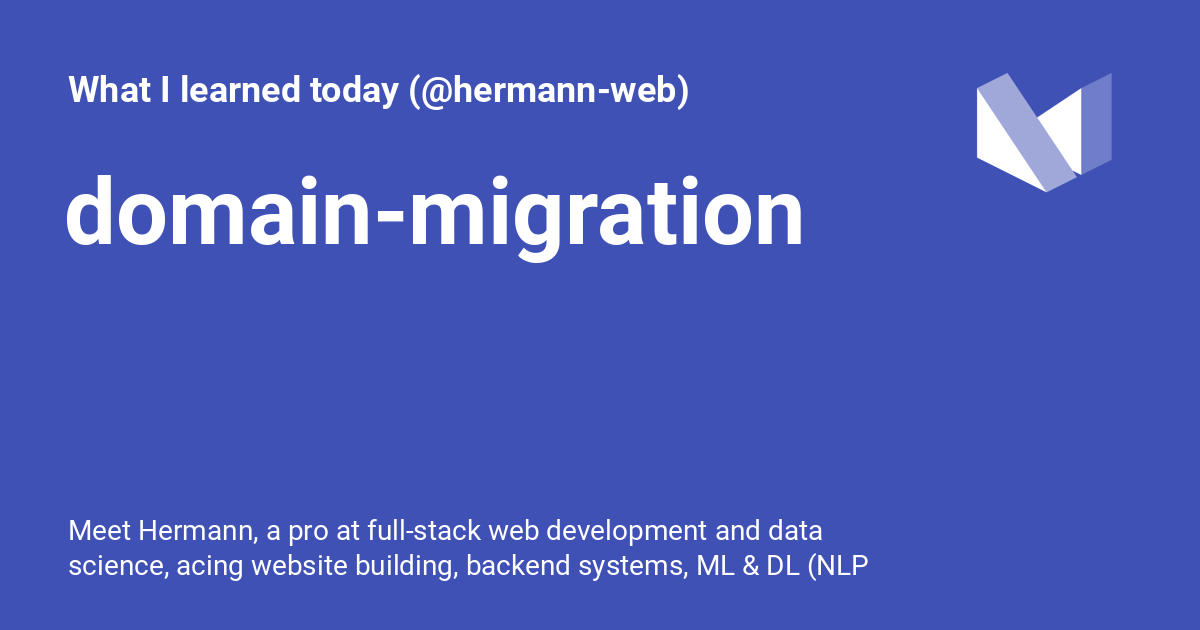 What I learned today (@hermann-web)
domain-migration
Meet Hermann, a pro at full-stack web development and data
science, acing website building, backend systems, ML & DL (NLP